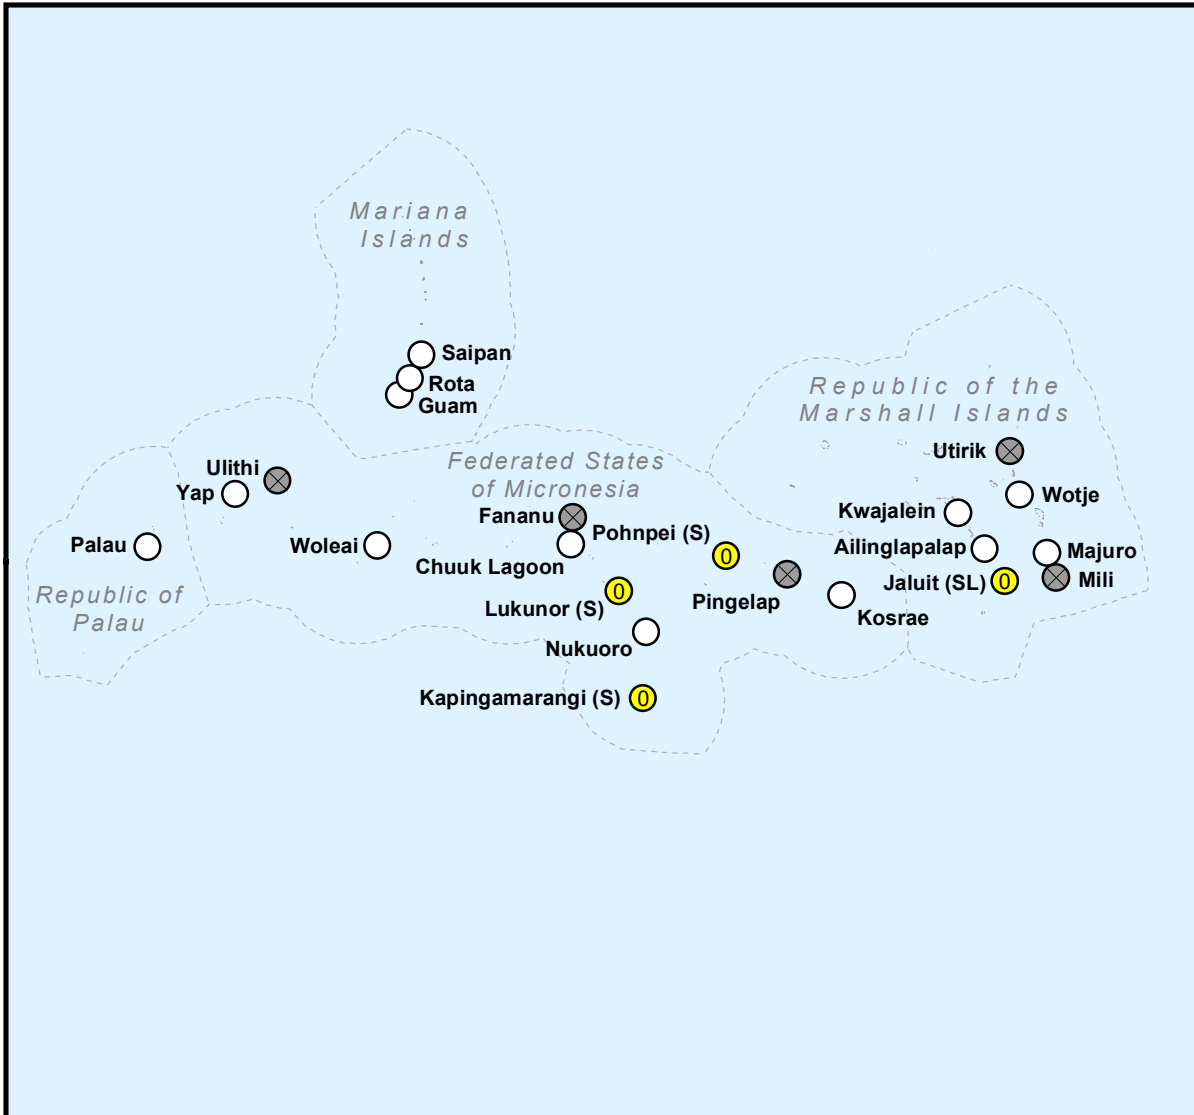 Mariana
Islands
Saipan
Rota
Guam
Republic of the
Marshall Islands
Utirik
Ulithi
Federated States
of Micronesia
Yap
Wotje
Kwajalein
Fananu
Pohnpei (S)
Palau
Woleai
Ailinglapalap
Majuro
0
Chuuk Lagoon
Jaluit (SL)
0
Mili
Republic of
Palau
0
Lukunor (S)
Pingelap
Kosrae
Nukuoro
Kapingamarangi (S)
0